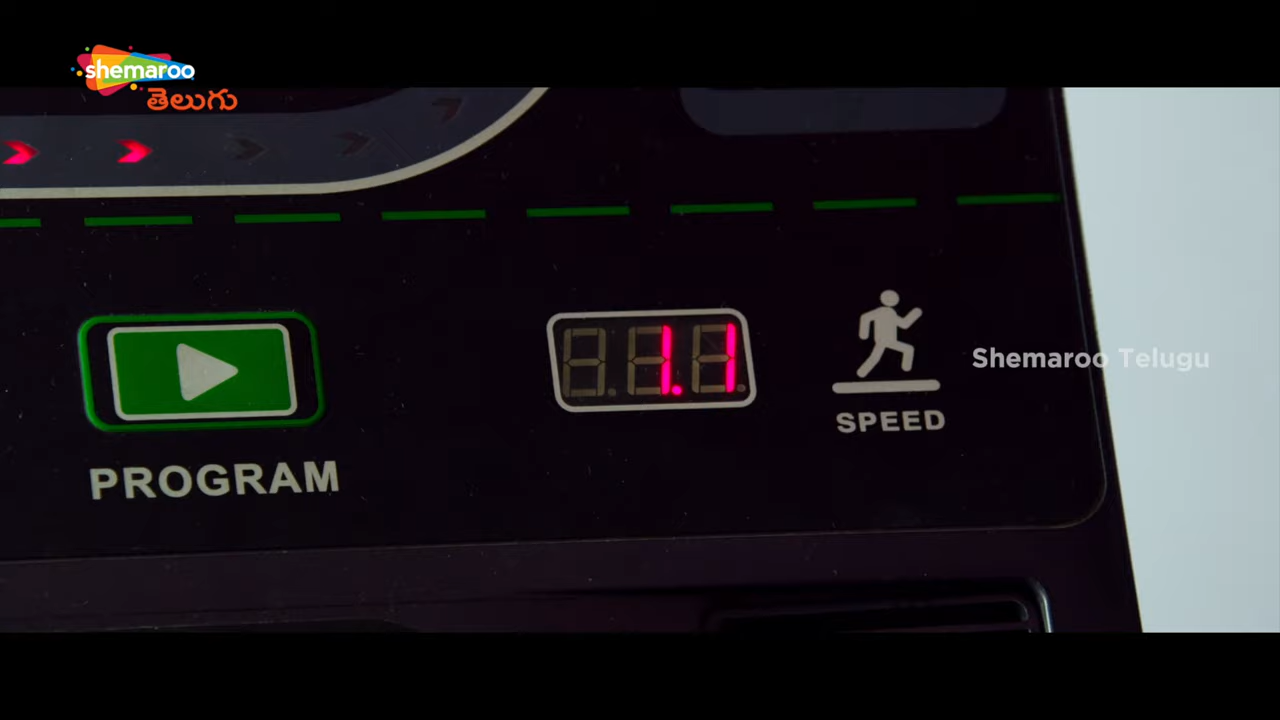 shemaroo
తెలుగు
1.1
Shemaroo Telugu
SPEED
PROGRAM